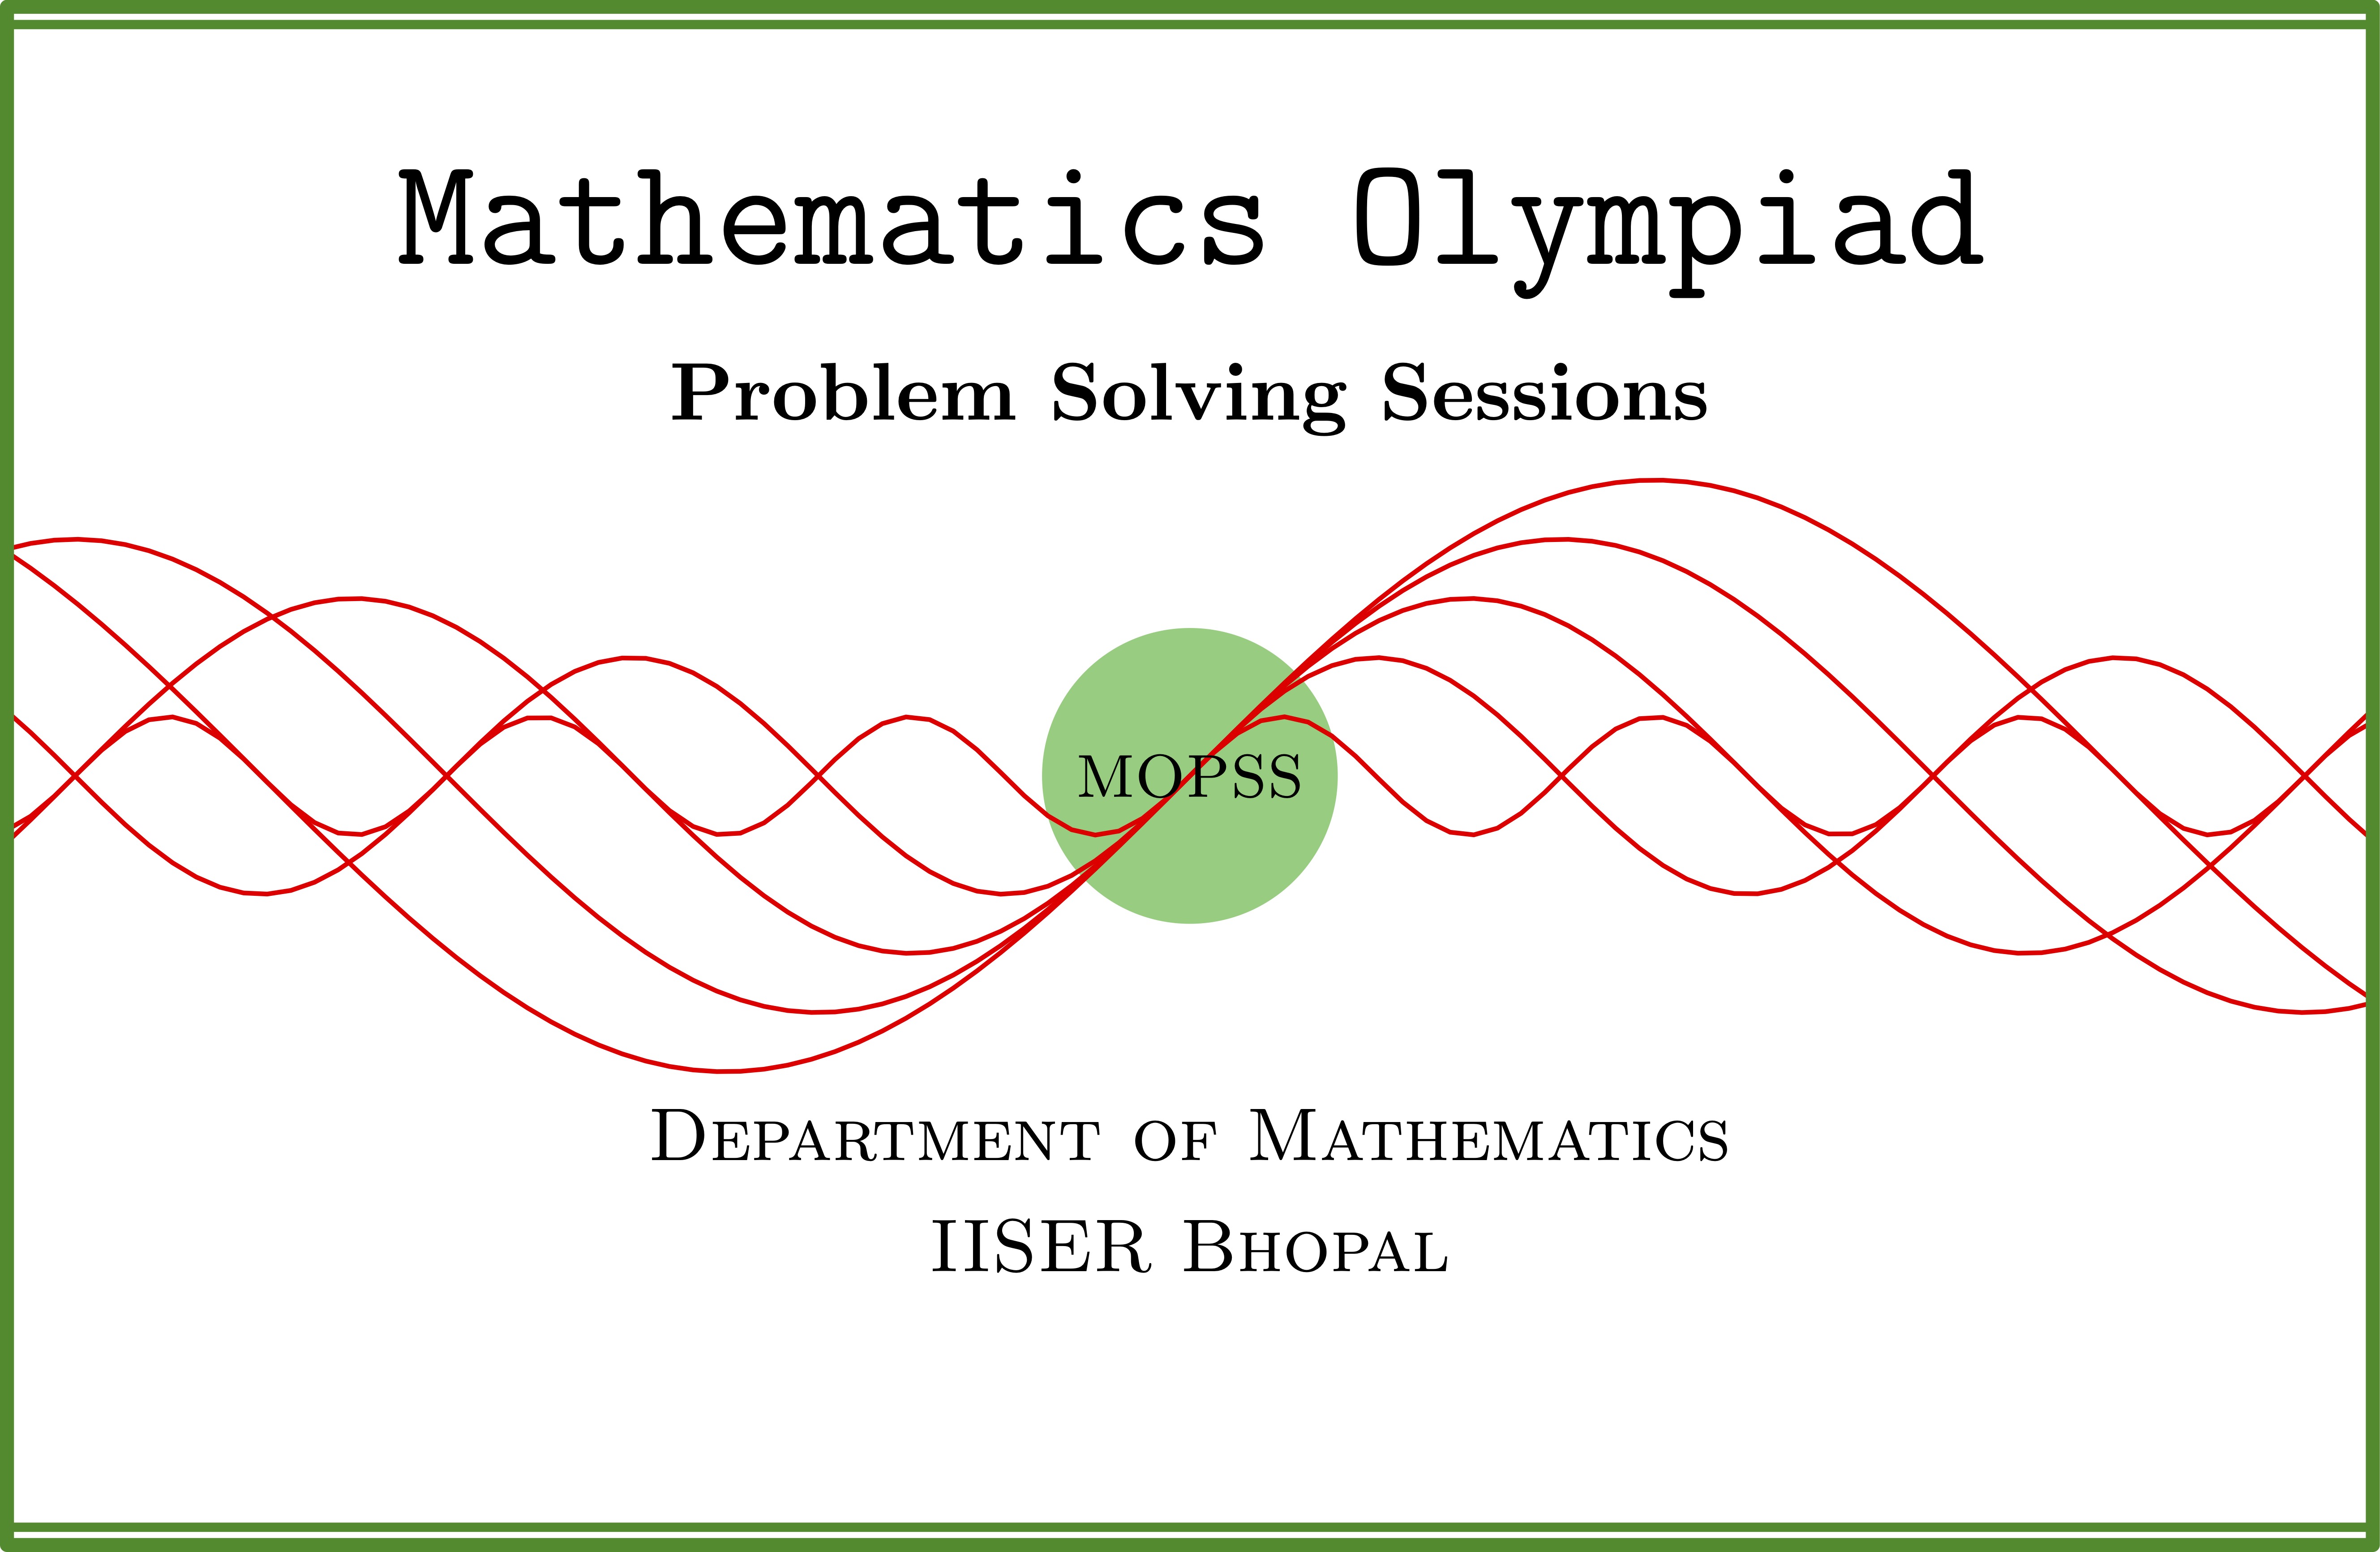 Mathematics Olympiad
Problem Solving Sessions
MOPSS
Department of Mathematics
IISER Bhopal